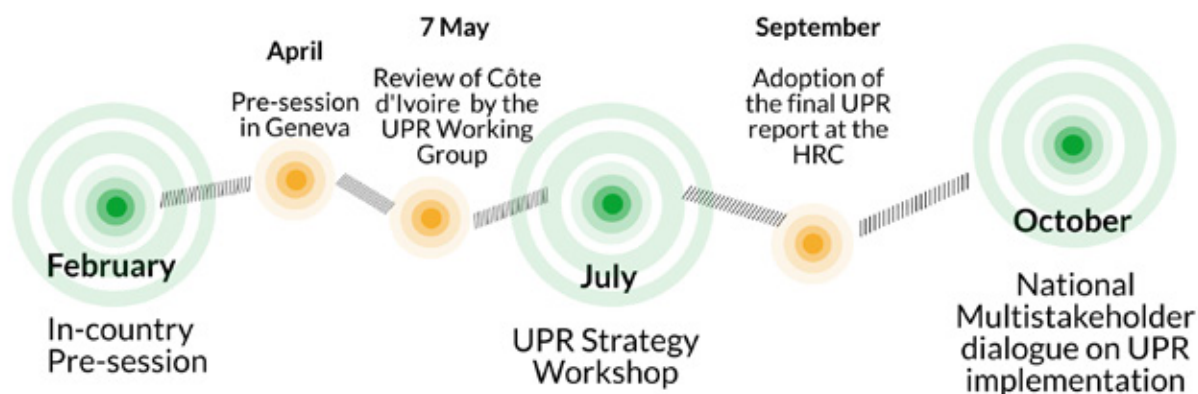 February
In-country
Pre-session
April
Pre-session
in Geneva
7 May
Review of Côte
d'Ivoire by the
UPR Working
Group
July
UPR Strategy
Workshop
September
Adoption of
the final UPR
report at the
HRC
October
National
Multistakeholder
dialogue on UPR
implementation